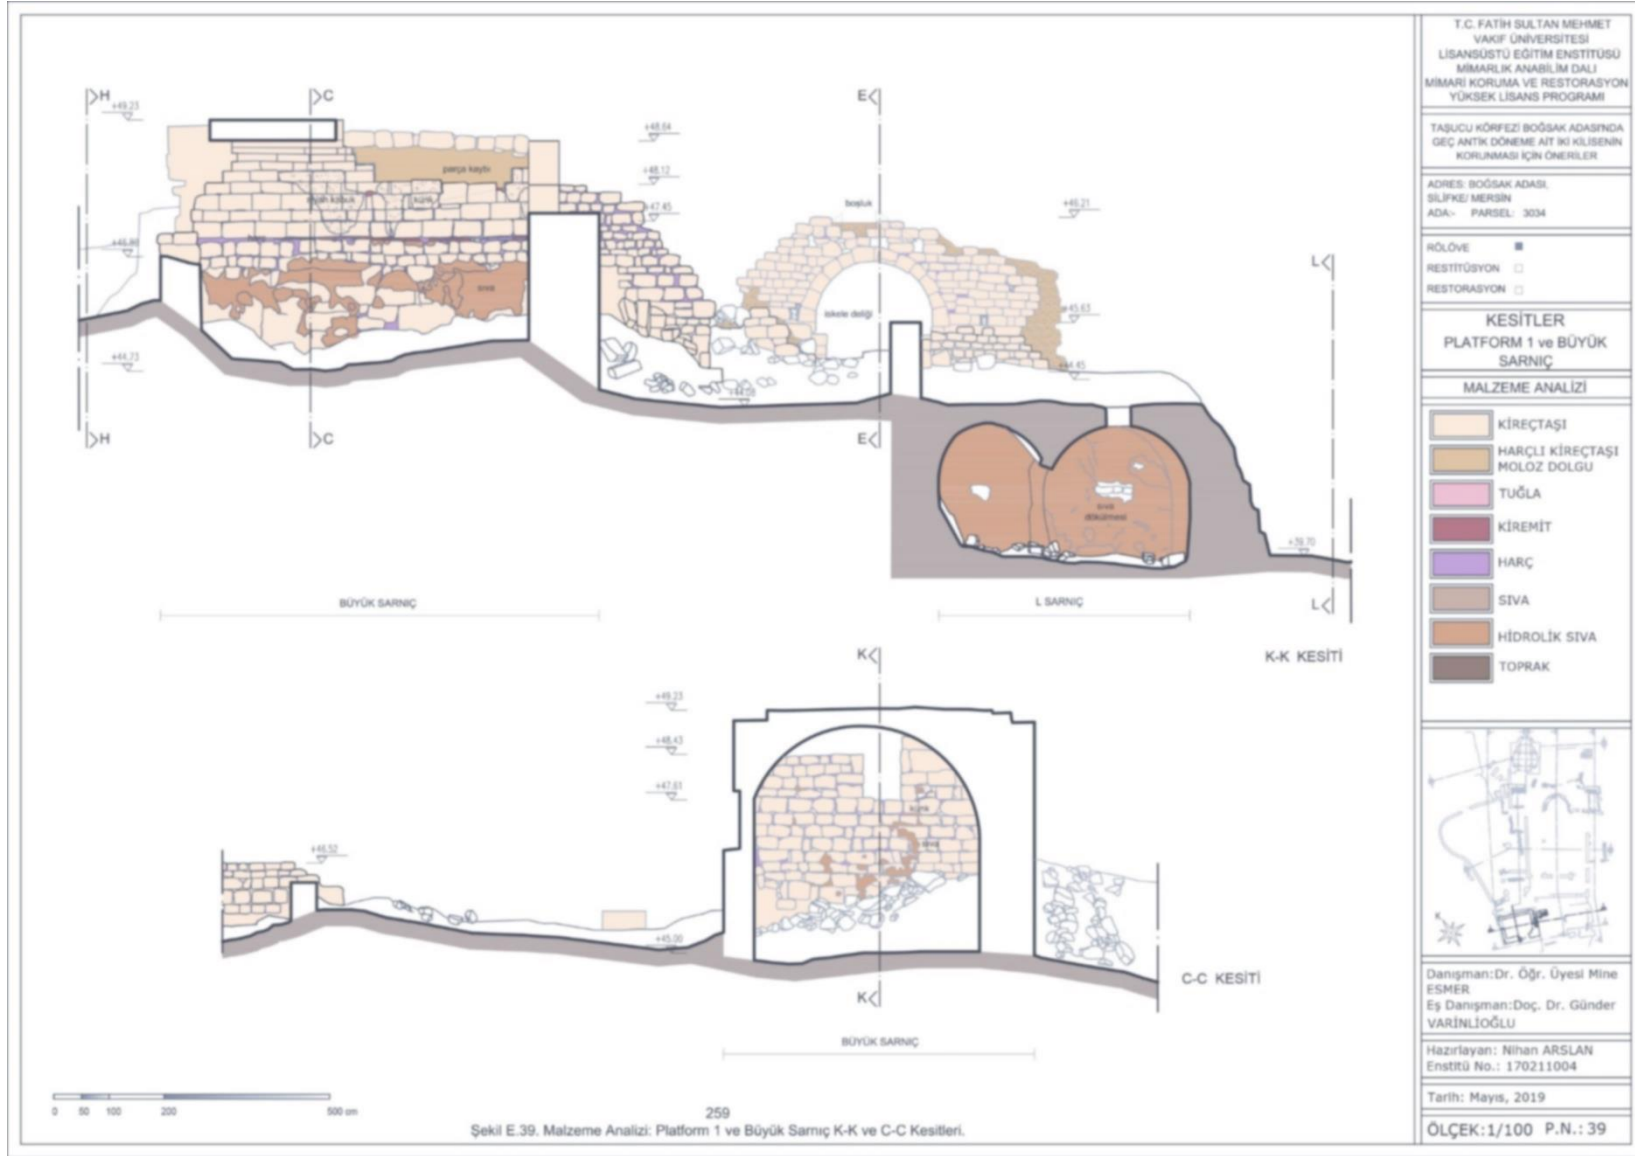 H
C
E
+49.23
+48.64
parça kaybı
+48.12
künk
+47.45
boşluk
+46.21
L
sıva
iskele deliği
+45.63
+44.73
+44.45
H
C
E
sıva
dökülmesi
+39.70
BÜYÜK SARNIÇ
L SARNIÇ
L
K-K KESİTİ
K
+49.23
+48.43
+47.61
künk
sıva
+46.52
+45.00
C-C KESİTİ
K
BÜYÜK SARNIÇ
0 50 100 200 500 cm
259
Şekil E.39. Malzeme Analizi: Platform 1 ve Büyük Sarnıç K-K ve C-C Kesitleri.
T.C. FATİH SULTAN MEHMET
VAKIF ÜNİVERSİTESİ
LİSANSÜSTÜ EĞİTİM ENSTİTÜSÜ
MİMARLIK ANABİLİM DALI
MİMARİ KORUMA VE RESTORASYON
YÜKSEK LİSANS PROGRAMI
TAŞUCU KÖRFEZİ BOĞSAK ADASI'NDA
GEÇ ANTİK DÖNEME AİT İKİ KİLİSENİN
KORUNMASI İÇİN ÖNERİLER
ADRES: BOĞSAK ADASI,
SİLİFKE/ MERSİN
ADA:- PARSEL: 3034
RÖLÖVE
RESTİTÜSYON
RESTORASYON
KESİTLER
PLATFORM 1 ve BÜYÜK
SARNIÇ
MALZEME ANALİZİ
KİREÇTAŞI
HARÇLI KİREÇTAŞI
MOLOZ DOLGU
TUĞLA
KİREMİT
HARÇ
SIVA
HİDROLİK SIVA
TOPRAK
K
Danışman:Dr. Öğr. Üyesi Mine
ESMER
Eş Danışman:Doç. Dr. Günder
VARİNLİOĞLU
Hazırlayan: Nihan ARSLAN
Enstitü No.: 170211004
Tarih: Mayıs, 2019
ÖLÇEK:1/100 P.N.: 39